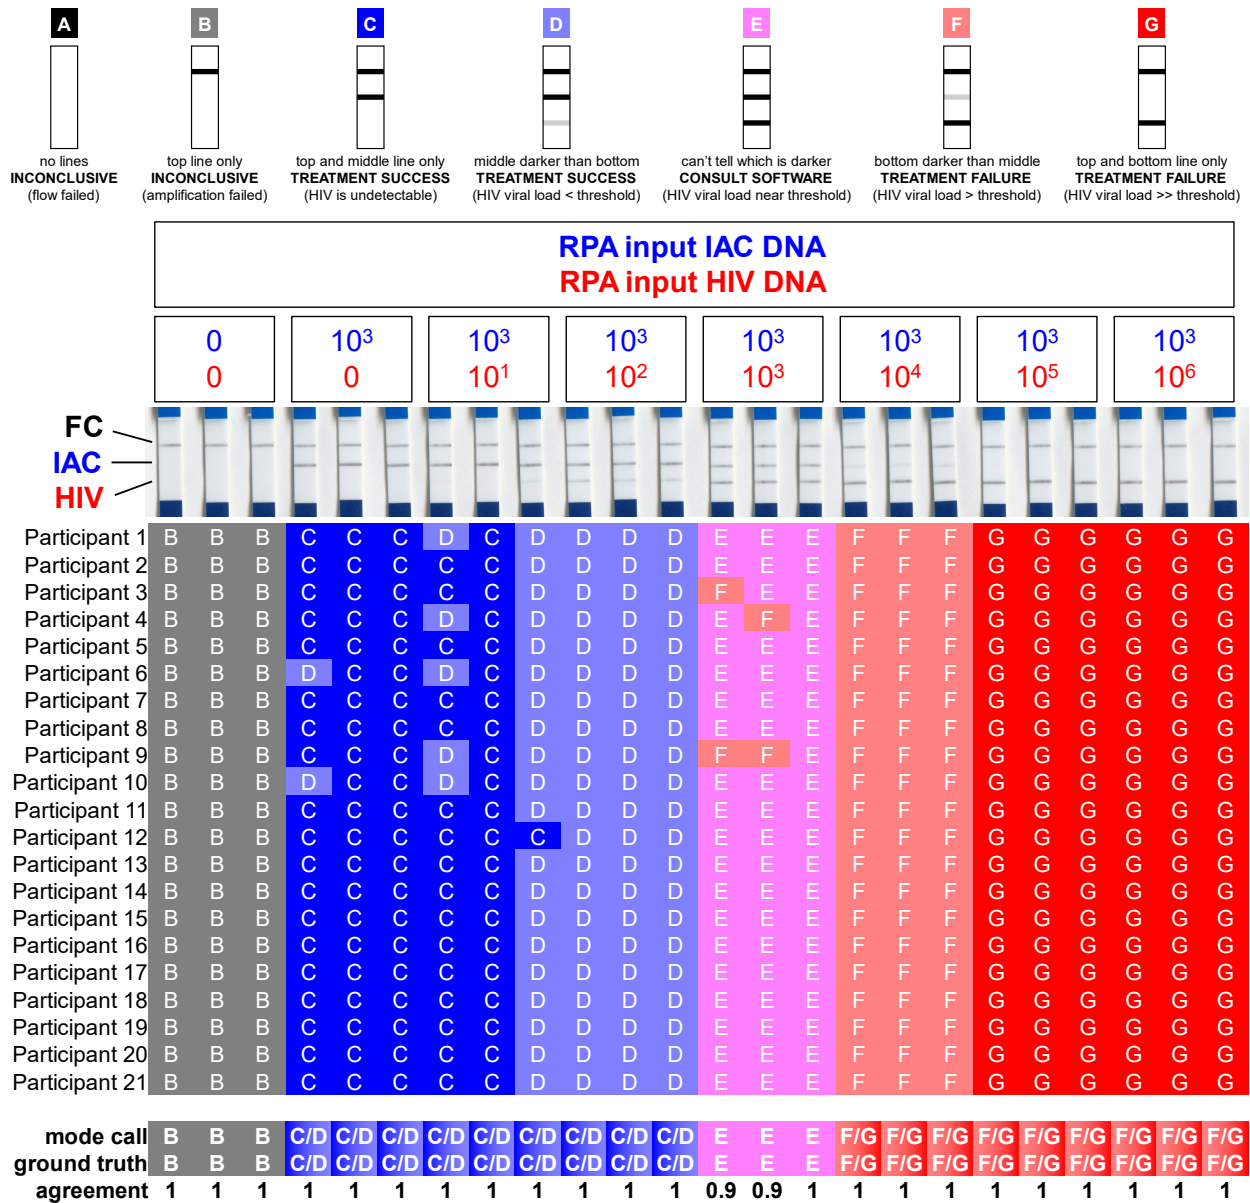 A B C D E F G
no lines
INCONCLUSIVE
(flow failed)
top line only
INCONCLUSIVE
(amplification failed)
top and middle line only
TREATMENT SUCCESS
(HIV is undetectable)
middle darker than bottom
TREATMENT SUCCESS
(HIV viral load < threshold)
can't tell which is darker
CONSULT SOFTWARE
(HIV viral load near threshold)
bottom darker than middle
TREATMENT FAILURE
(HIV viral load > threshold)
top and bottom line only
TREATMENT FAILURE
(HIV viral load >> threshold)
RPA input IAC DNA
RPA input HIV DNA
0 10³ 10³ 10³ 10³ 10³ 10³ 10³
0 0 10¹ 10² 10³ 10⁴ 10⁵ 10⁶
FC
IAC
HIV
Participant 1 B B B C C C D C D D D D E E E F F F G G G G G G
Participant 2 B B B C C C C C D D D D E E E F F F G G G G G G
Participant 3 B B B C C C C C D D D D F E E F F F G G G G G G
Participant 4 B B B C C C D C D D D D E F E F F F G G G G G G
Participant 5 B B B C C C C C D D D D E E E F F F G G G G G G
Participant 6 B B B D C C D C D D D D E E E F F F G G G G G G
Participant 7 B B B C C C C C D D D D E E E F F F G G G G G G
Participant 8 B B B C C C C C D D D D E E E F F F G G G G G G
Participant 9 B B B C C C D C D D D D F F E F F F G G G G G G
Participant 10 B B B D C C D C D D D D E E E F F F G G G G G G
Participant 11 B B B C C C C C D D D D E E E F F F G G G G G G
Participant 12 B B B C C C C C C D D D E E E F F F G G G G G G
Participant 13 B B B C C C C C D D D D E E E F F F G G G G G G
Participant 14 B B B C C C C C D D D D E E E F F F G G G G G G
Participant 15 B B B C C C C C D D D D E E E F F F G G G G G G
Participant 16 B B B C C C C C D D D D E E E F F F G G G G G G
Participant 17 B B B C C C C C D D D D E E E F F F G G G G G G
Participant 18 B B B C C C C C D D D D E E E F F F G G G G G G
Participant 19 B B B C C C C C D D D D E E E F F F G G G G G G
Participant 20 B B B C C C C C D D D D E E E F F F G G G G G G
Participant 21 B B B C C C C C D D D D E E E F F F G G G G G G
mode call B B B C/D C/D C/D C/D C/D C/D C/D C/D C/D E E E F/G F/G F/G F/G F/G F/G F/G F/G F/G
ground truth B B B C/D C/D C/D C/D C/D C/D C/D C/D C/D E E E F/G F/G F/G F/G F/G F/G F/G F/G F/G
agreement 1 1 1 1 1 1 1 1 1 1 1 1 0.9 0.9 1 1 1 1 1 1 1 1 1 1